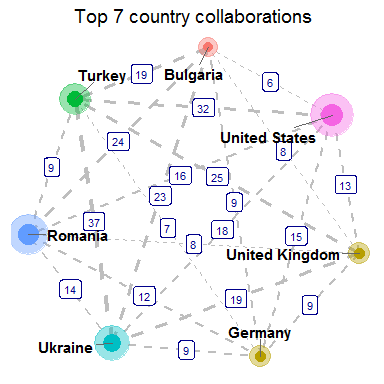 Top 7 country collaborations
Turkey
19
Bulgaria
6
32
United States
24
8
9
16
25
13
23
9
37
7
18
15
Romania
8
United Kingdom
14
12
19
9
Germany
Ukraine
9